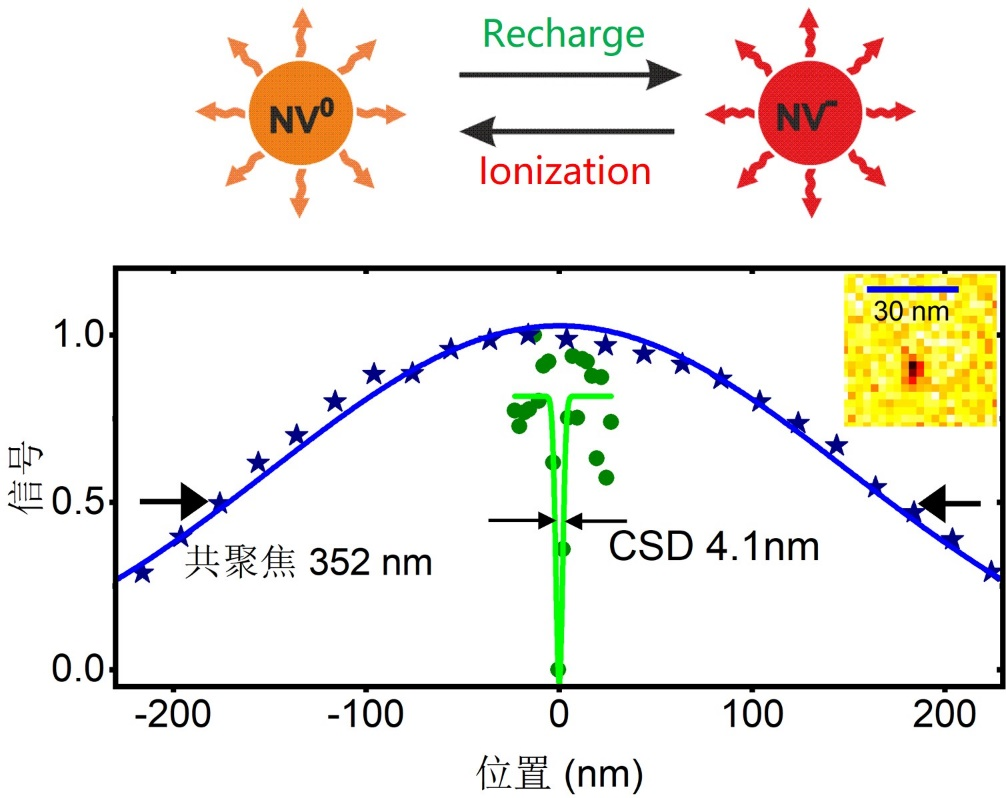 Recharge
NV⁰
NV⁻
Ionization
30 nm
1.0
0.5
0.0
信号
共聚焦 352 nm
CSD 4.1nm
-200
-100
0
100
200
位置 (nm)